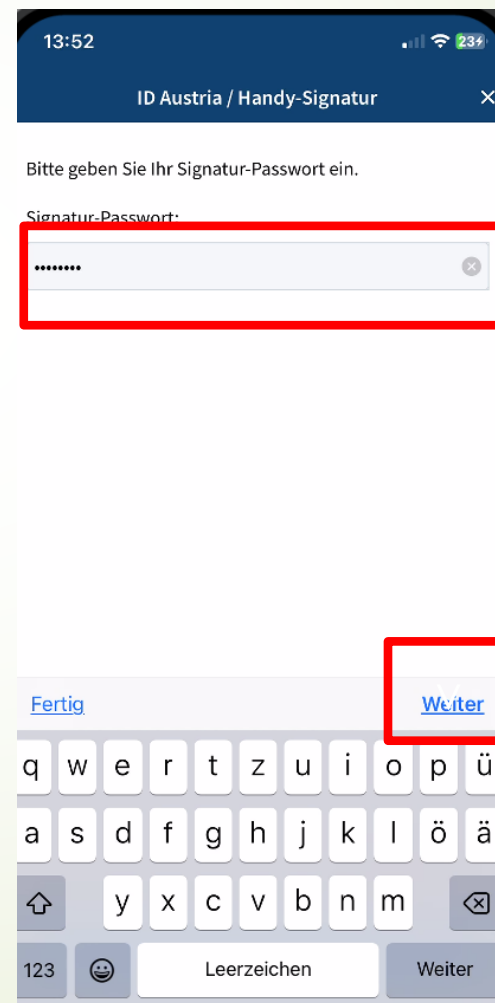 13:52
23
ID Austria / Handy-Signatur
Bitte geben Sie Ihr Signatur-Passwort ein.
Signatur-Passwort:
••••••••
Fertig
Weiter
q w e r t z u i o p ü
a s d f g h j k l ö ä
y x c v b n m
123 Leerzeichen Weiter